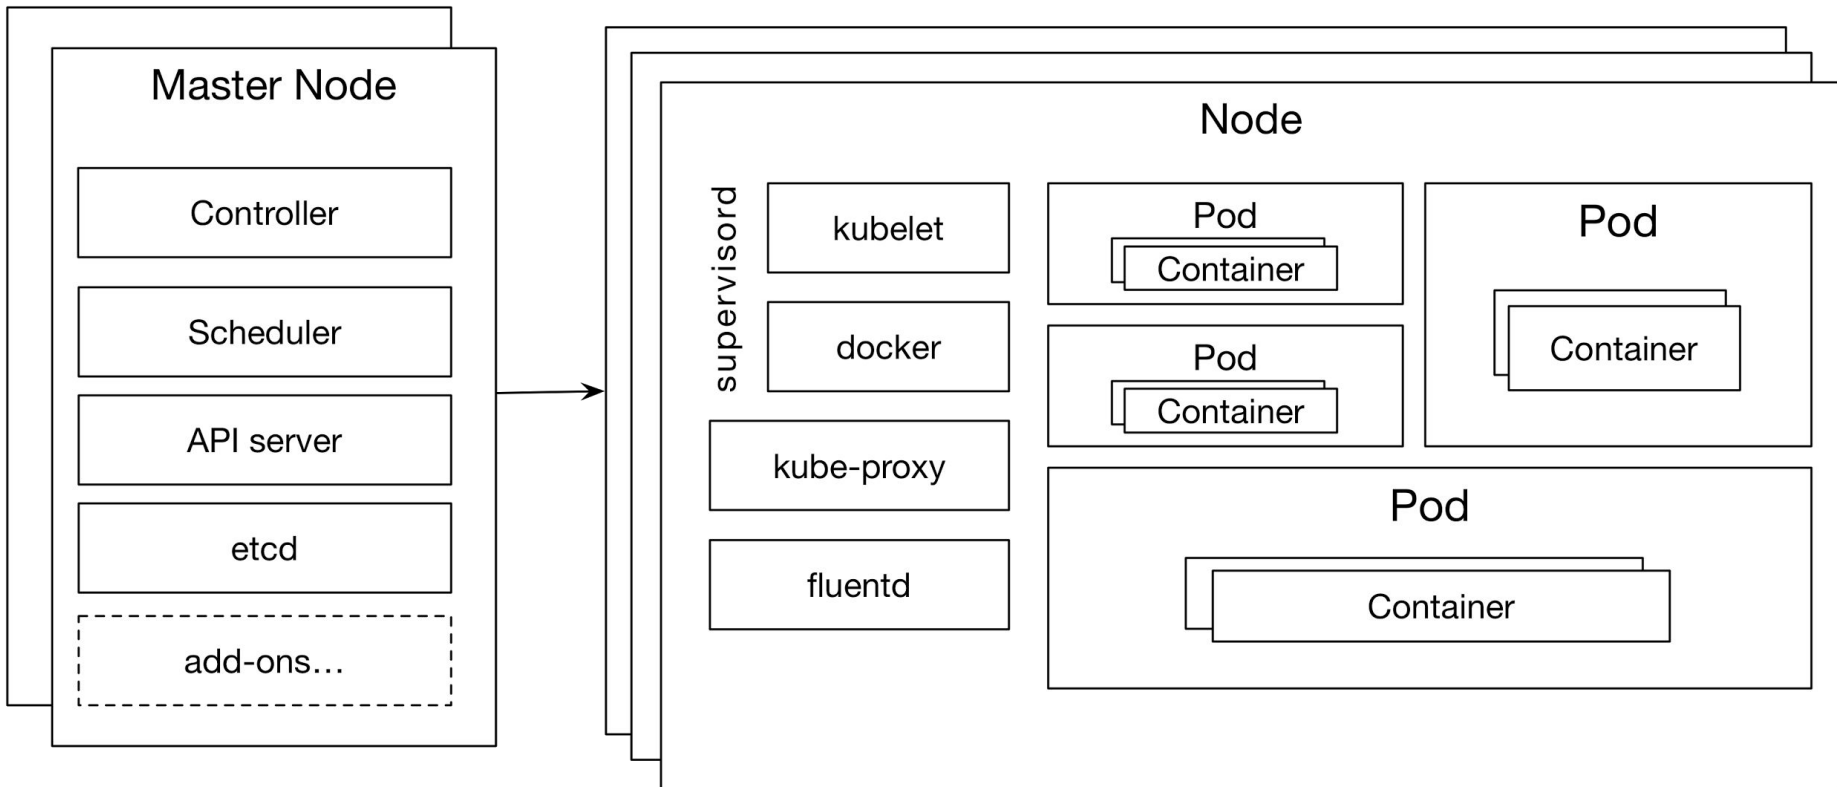 Master Node
Controller
Scheduler
API server
etcd
add-ons...
Node
supervisord
kubelet
docker
kube-proxy
fluentd
Pod
Container
Pod
Container
Pod
Container
Pod
Container